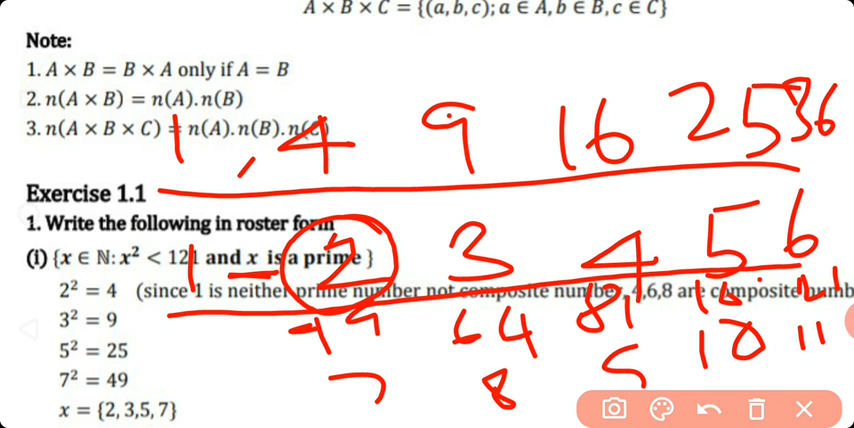 A × B × C = {(a, b, c); a ∈ A, b ∈ B, c ∈ C}
Note:
1. A × B = B × A only if A = B
2. n(A × B) = n(A). n(B)
3. n(A × B × C) = n(A). n(B). n(C)
1, 4 9 16 25 36
Exercise 1.1
1. Write the following in roster form
(i) {x ∈ ℕ: x² < 121 and x is a prime }
1 2 3 4 5 6
2² = 4 (since 1 is neither prime number not composite number, 4,6,8 are composite numb
3² = 9
49 64 81 100 121
5² = 25
7² = 49
7 8 9 10 11
x = {2, 3, 5, 7}